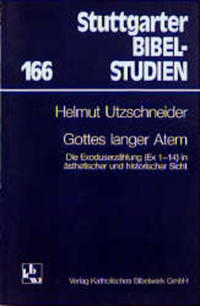 Stuttgarter
BIBEL-
166 STUDIEN
Helmut Utzschneider
Gottes langer Atem
Die Exoduserzählung (Ex 1–14) in
ästhetischer und historischer Sicht
Verlag Katholisches Bibelwerk GmbH